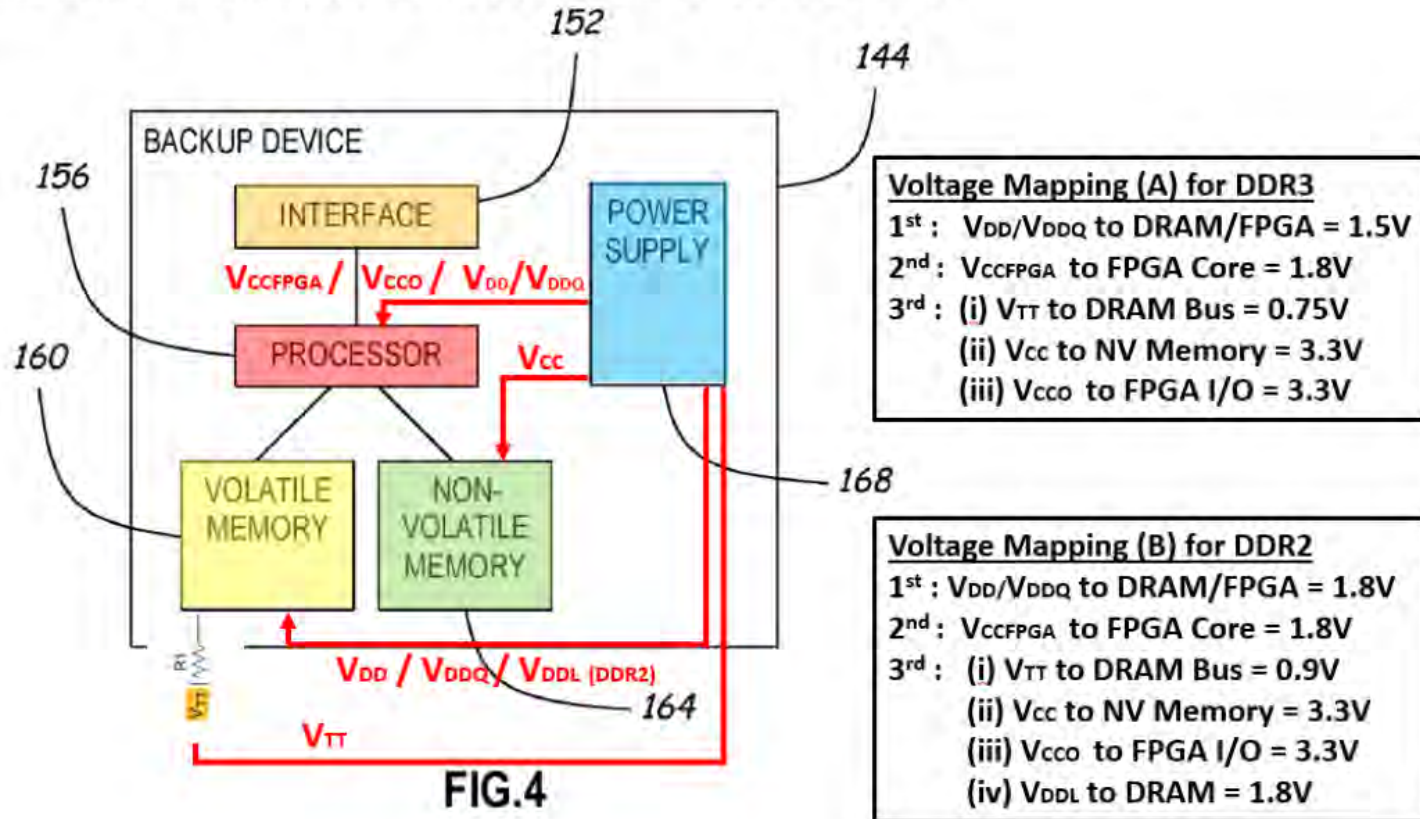 152
144
BACKUP DEVICE
156
INTERFACE
POWER
SUPPLY
VCCFPGA / VCCO / VDD/VDDQ
160
PROCESSOR
VCC
VOLATILE
MEMORY
NON-
VOLATILE
MEMORY
168
R1
VTT
VDD / VDDQ / VDDL (DDR2)
164
VTT
FIG.4
Voltage Mapping (A) for DDR3
1st : VDD/VDDQ to DRAM/FPGA = 1.5V
2nd : VCCFPGA to FPGA Core = 1.8V
3rd : (i) VTT to DRAM Bus = 0.75V
(ii) VCC to NV Memory = 3.3V
(iii) VCCO to FPGA I/O = 3.3V
Voltage Mapping (B) for DDR2
1st : VDD/VDDQ to DRAM/FPGA = 1.8V
2nd : VCCFPGA to FPGA Core = 1.8V
3rd : (i) VTT to DRAM Bus = 0.9V
(ii) VCC to NV Memory = 3.3V
(iii) VCCO to FPGA I/O = 3.3V
(iv) VDDL to DRAM = 1.8V